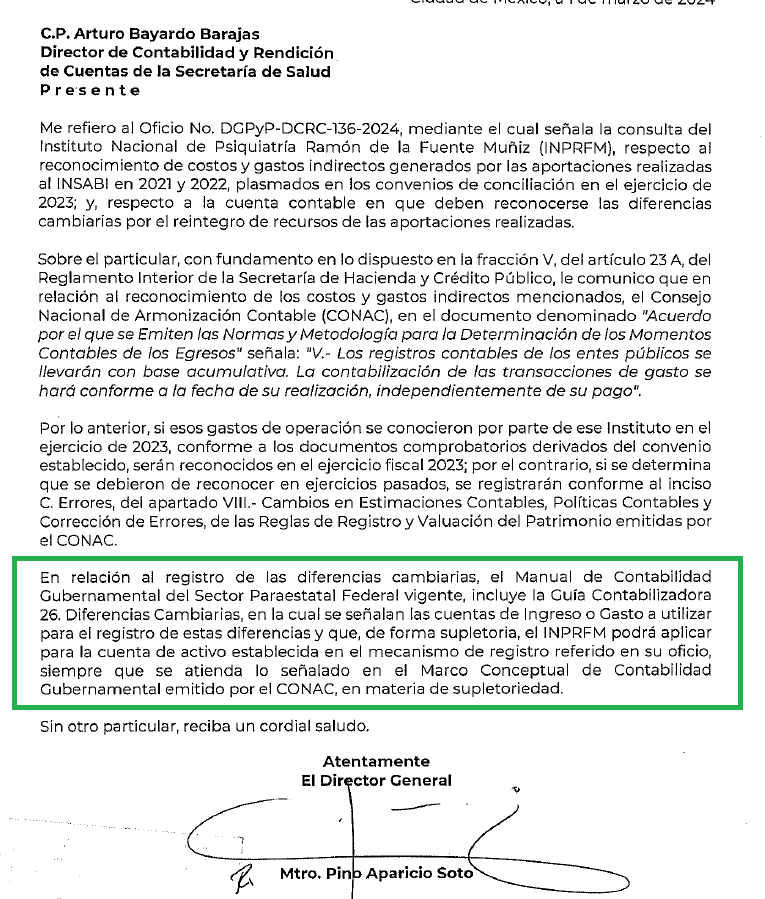 Ciudad de México, a 1 de marzo de 2024
C.P. Arturo Bayardo Barajas
Director de Contabilidad y Rendición
de Cuentas de la Secretaría de Salud
P r e s e n t e
Me refiero al Oficio No. DGPyP-DCRC-136-2024, mediante el cual señala la consulta del
Instituto Nacional de Psiquiatría Ramón de la Fuente Muñiz (INPRFM), respecto al
reconocimiento de costos y gastos indirectos generados por las aportaciones realizadas
al INSABI en 2021 y 2022, plasmados en los convenios de conciliación en el ejercicio de
2023; y, respecto a la cuenta contable en que deben reconocerse las diferencias
cambiarias por el reintegro de recursos de las aportaciones realizadas.
Sobre el particular, con fundamento en lo dispuesto en la fracción V, del artículo 23 A, del
Reglamento Interior de la Secretaría de Hacienda y Crédito Público, le comunico que en
relación al reconocimiento de los costos y gastos indirectos mencionados, el Consejo
Nacional de Armonización Contable (CONAC), en el documento denominado "Acuerdo
por el que se Emiten las Normas y Metodología para la Determinación de los Momentos
Contables de los Egresos" señala: "V.- Los registros contables de los entes públicos se
llevarán con base acumulativa. La contabilización de las transacciones de gasto se
hará conforme a la fecha de su realización, independientemente de su pago".
Por lo anterior, si esos gastos de operación se conocieron por parte de ese Instituto en el
ejercicio de 2023, conforme a los documentos comprobatorios derivados del convenio
establecido, serán reconocidos en el ejercicio fiscal 2023; por el contrario, si se determina
que se debieron de reconocer en ejercicios pasados, se registrarán conforme al inciso
C. Errores, del apartado VIII.- Cambios en Estimaciones Contables, Políticas Contables y
Corrección de Errores, de las Reglas de Registro y Valuación del Patrimonio emitidas por
el CONAC.
En relación al registro de las diferencias cambiarias, el Manual de Contabilidad
Gubernamental del Sector Paraestatal Federal vigente, incluye la Guía Contabilizadora
26. Diferencias Cambiarias, en la cual se señalan las cuentas de Ingreso o Gasto a utilizar
para el registro de estas diferencias y que, de forma supletoria, el INPRFM podrá aplicar
para la cuenta de activo establecida en el mecanismo de registro referido en su oficio,
siempre que se atienda lo señalado en el Marco Conceptual de Contabilidad
Gubernamental emitido por el CONAC, en materia de supletoriedad.
Sin otro particular, reciba un cordial saludo.
Atentamente
El Director General
Mtro. Pino Aparicio Soto